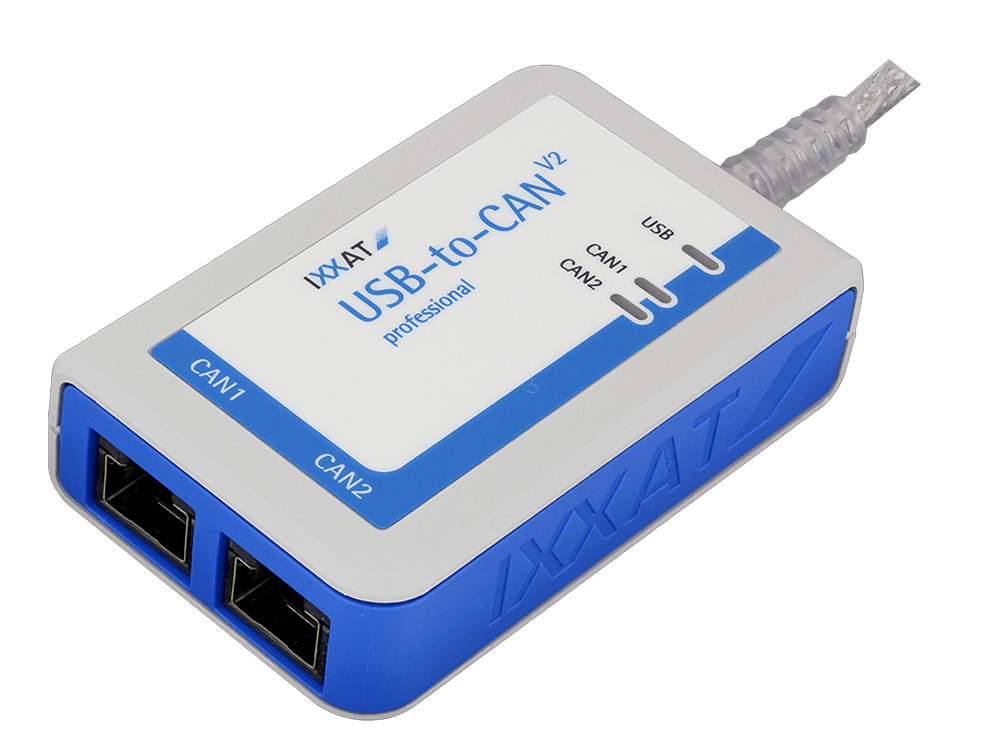 IXXAT
USB-to-CAN V2
professional
USB
CAN1
CAN2
CAN1
CAN2
IXXAT